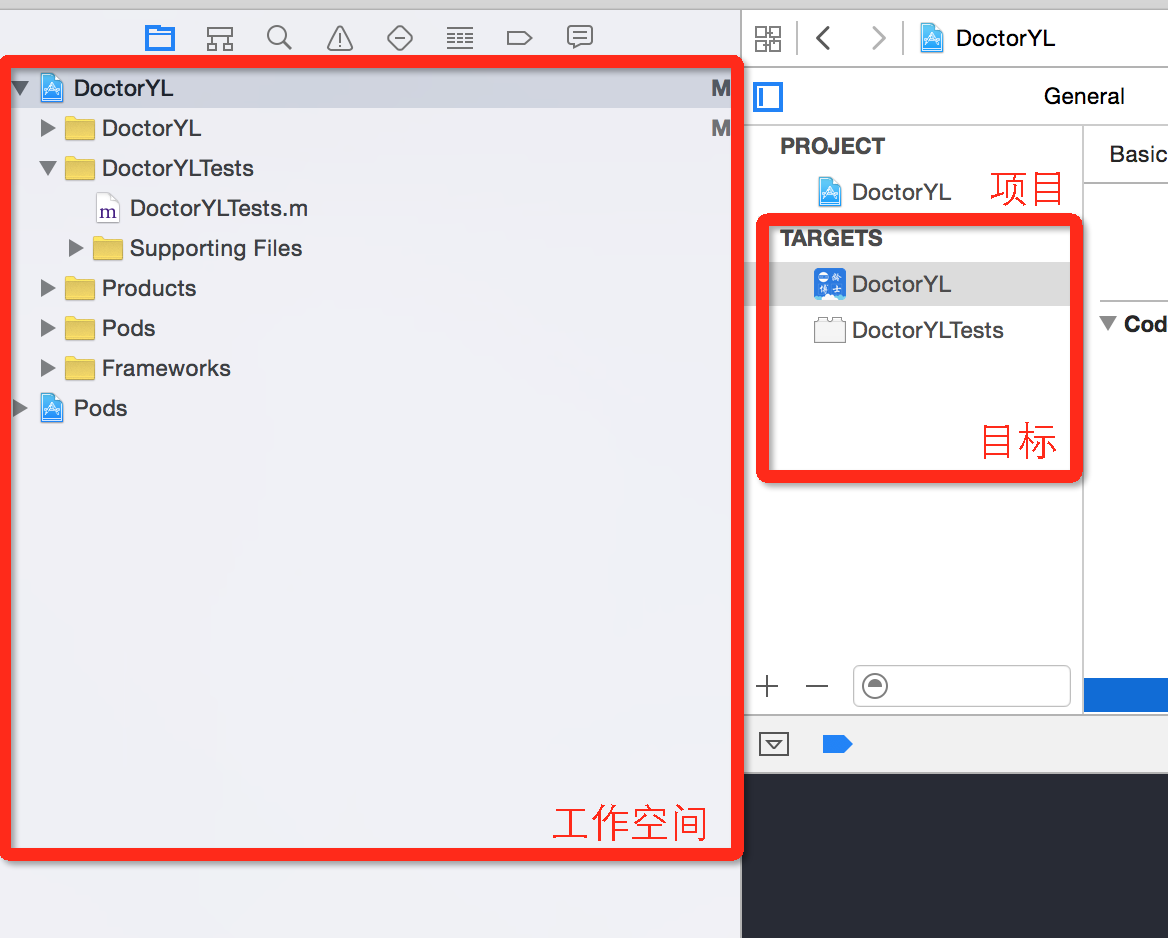 DoctorYL
General
DoctorYL M
DoctorYL M
DoctorYLTests
DoctorYLTests.m
Supporting Files
Products
Pods
Frameworks
Pods
工作空间
PROJECT
DoctorYL 项目
TARGETS
DoctorYL
DoctorYLTests
目标
Basic
Cod